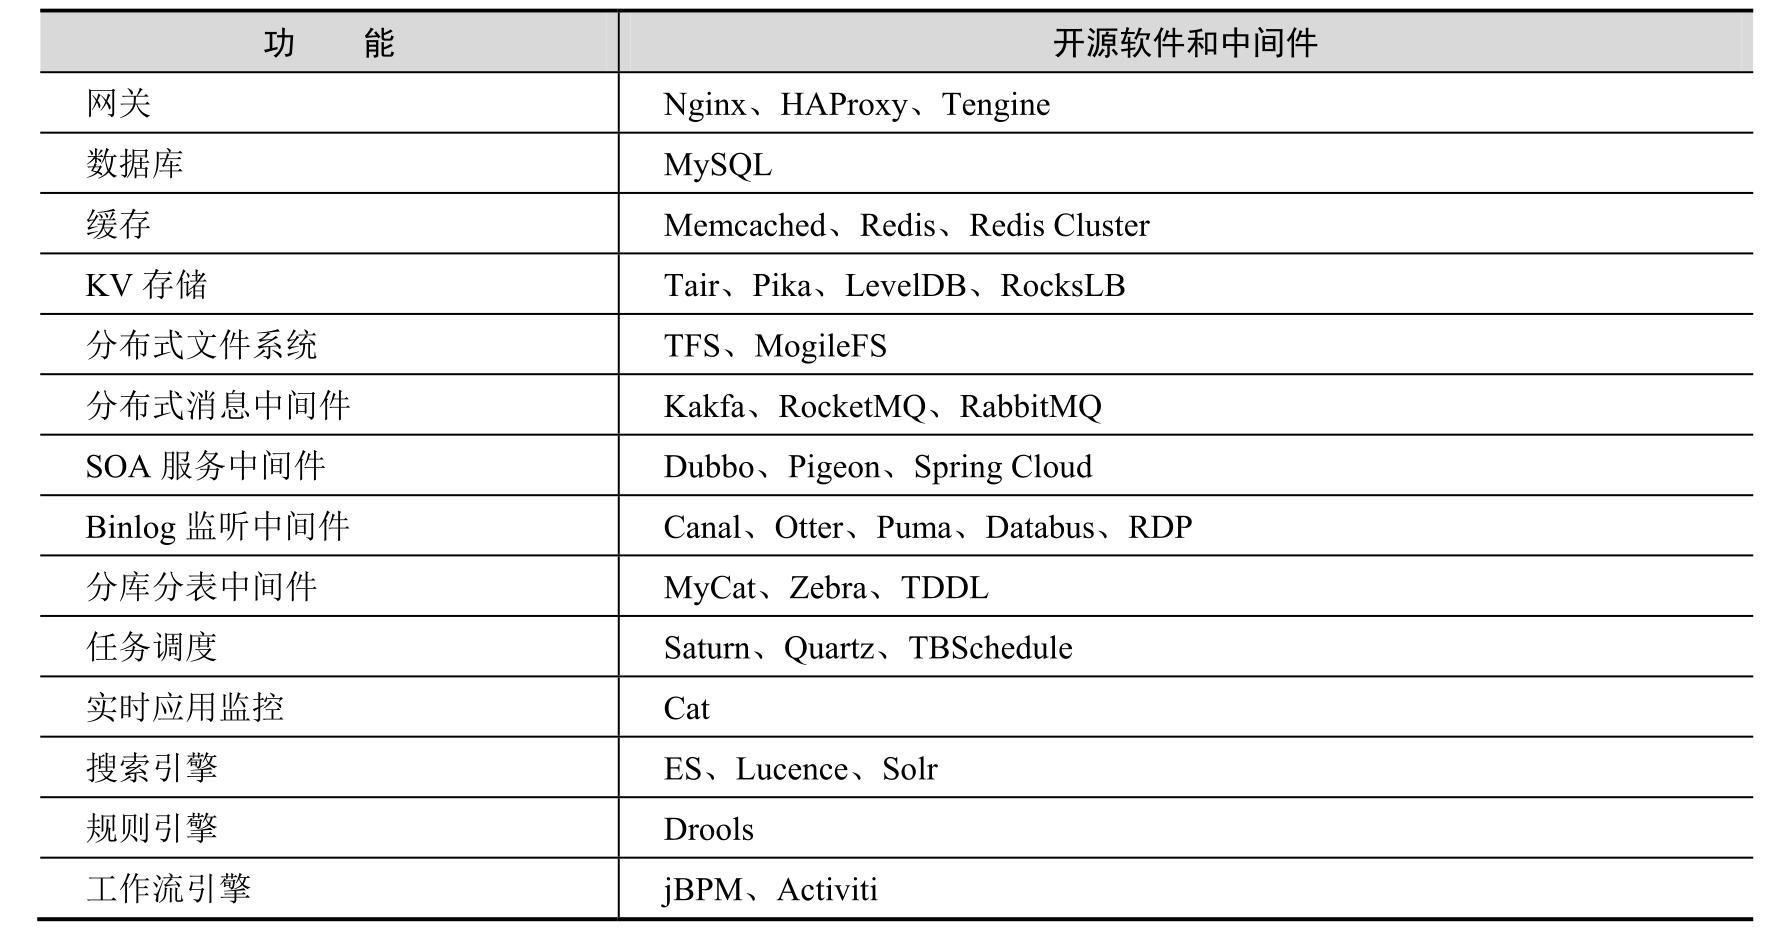 功 能 开源软件和中间件
网关 Nginx、HAProxy、Tengine
数据库 MySQL
缓存 Memcached、Redis、Redis Cluster
KV 存储 Tair、Pika、LevelDB、RocksLB
分布式文件系统 TFS、MogileFS
分布式消息中间件 Kakfa、RocketMQ、RabbitMQ
SOA 服务中间件 Dubbo、Pigeon、Spring Cloud
Binlog 监听中间件 Canal、Otter、Puma、Databus、RDP
分库分表中间件 MyCat、Zebra、TDDL
任务调度 Saturn、Quartz、TBSchedule
实时应用监控 Cat
搜索引擎 ES、Lucence、Solr
规则引擎 Drools
工作流引擎 jBPM、Activiti